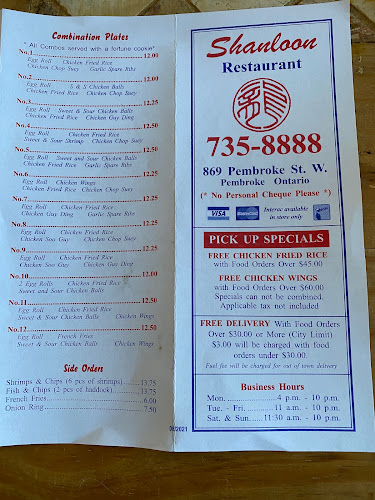 Combination Plates
* All Combos served with a fortune cookie*
No.1 12.00
Egg Roll Chicken Fried Rice
Chicken Chop Suey Garlic Spare Ribs
No.2 12.00
Egg Roll S & S Chicken Balls
Chicken Fried Rice Chicken Chop Suey
No.3 12.25
Egg Roll Sweet & Sour Chicken Balls
Chicken Fried Rice Chicken Guy Ding
No.4 12.50
Egg Roll Chicken Fried Rice
Sweet & Sour Shrimp Chicken Chop Suey
No.5 12.50
Egg Roll Sweet and Sour Chicken Balls
Chicken Fried Rice Garlic Spare Ribs
No.6 12.25
Egg Roll Chicken Wings
Chicken Fried Rice Chicken Chop Suey
No.7 12.25
Egg Roll Chicken Fried Rice
Chicken Guy Ding Garlic Spare Ribs
No.8 12.25
Egg Roll Chicken Fried Rice
Chicken Soo Guy Chicken Chop Suey
No.9 12.25
Egg Roll Chicken Fried Rice
Chicken Soo Guy Chicken Guy Ding
No.10 12.00
2 Egg Rolls Chicken Fried Rice
Sweet and Sour Chicken Balls
No.11 12.50
Egg Roll Chicken Fried Rice
Sweet & Sour Chicken Balls Chicken Wings
No.12 12.50
Egg Roll French Fries
Sweet & Sour Chicken Balls Chicken Wings
Side Orders
Shrimps & Chips (6 pcs of shrimps) 13.75
Fish & Chips (2 pcs of haddock) 13.75
French Fries 6.00
Onion Ring 7.50
Shanloon
Restaurant
735-8888
869 Pembroke St. W.
Pembroke Ontario
(* No Personal Cheque Please *)
VISA MasterCard Interac available
in store only
PICK UP SPECIALS
FREE CHICKEN FRIED RICE
with Food Orders Over $45.00
FREE CHICKEN WINGS
with Food Orders Over $60.00
Specials can not be combined.
Applicable tax not included
FREE DELIVERY With Food Orders
Over $30.00 or More (City Limit)
$3.00 will be charged with food
orders under $30.00.
Fuel fee will be charged for out of town delivery
Business Hours
Mon. 4 p.m. - 10 p.m.
Tue. - Fri. 11 a.m. - 10 p.m.
Sat. & Sun. 11:30 a.m. - 10 p.m.